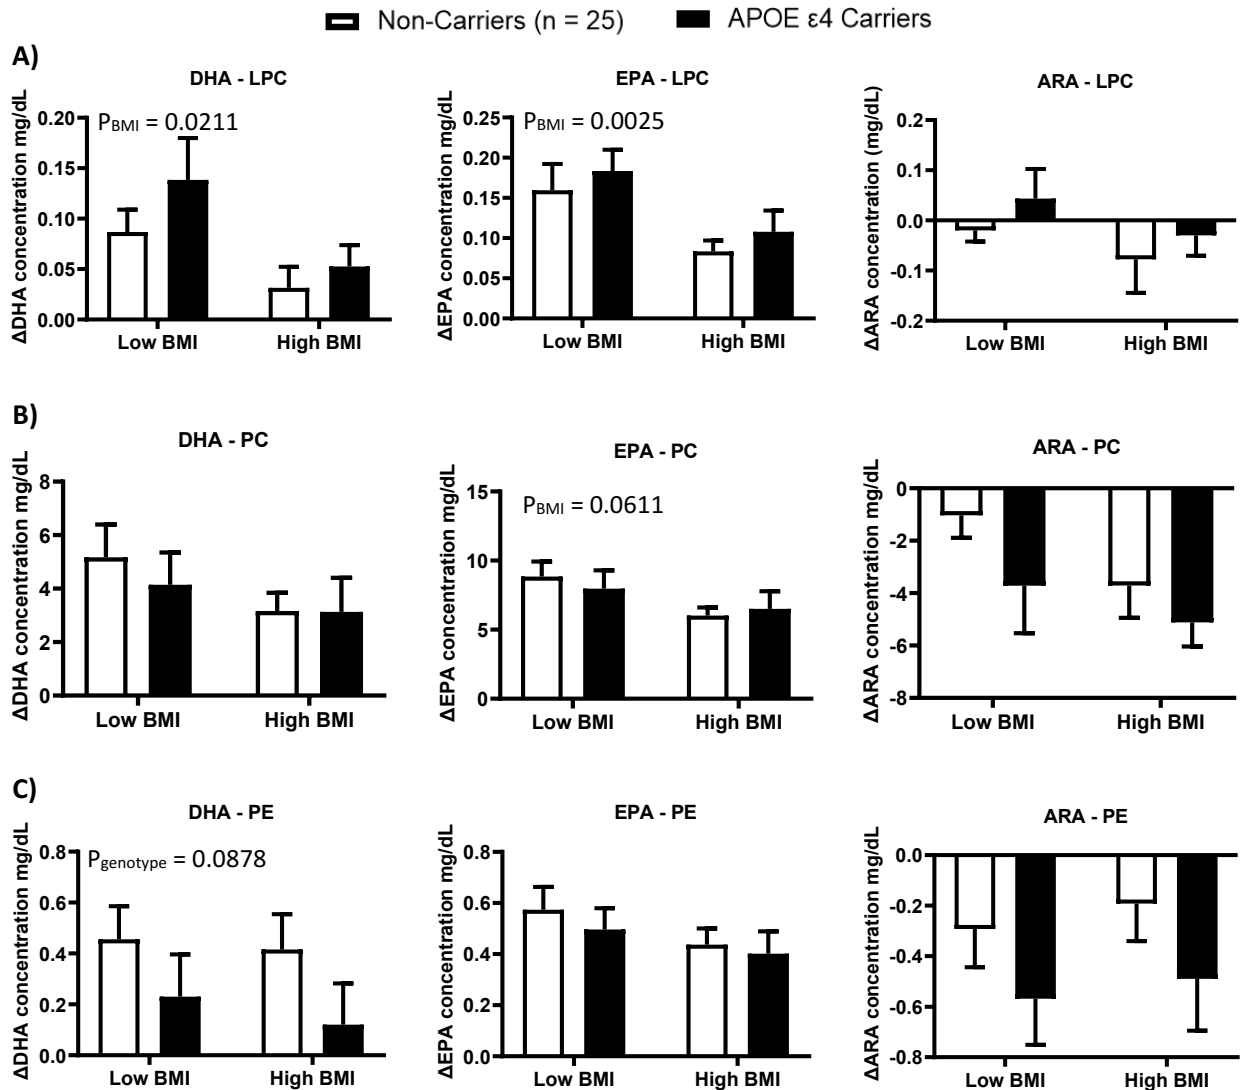 Non-Carriers (n = 25) APOE ε4 Carriers
A)
DHA - LPC
ΔDHA concentration mg/dL
P_BMI = 0.0211
0.20
0.15
0.10
0.05
0.00
Low BMI High BMI
EPA - LPC
ΔEPA concentration mg/dL
P_BMI = 0.0025
0.25
0.20
0.15
0.10
0.05
0.00
Low BMI High BMI
ARA - LPC
ΔARA concentration (mg/dL)
0.2
0.1
0.0
-0.1
-0.2
Low BMI High BMI
B)
DHA - PC
ΔDHA concentration mg/dL
8
6
4
2
0
Low BMI High BMI
EPA - PC
ΔEPA concentration mg/dL
P_BMI = 0.0611
15
10
5
0
Low BMI High BMI
ARA - PC
ΔARA concentration mg/dL
0
-2
-4
-6
-8
Low BMI High BMI
C)
DHA - PE
ΔDHA concentration mg/dL
P_genotype = 0.0878
0.8
0.6
0.4
0.2
0.0
Low BMI High BMI
EPA - PE
ΔEPA concentration mg/dL
0.8
0.6
0.4
0.2
0.0
Low BMI High BMI
ARA - PE
ΔARA concentration mg/dL
0.0
-0.2
-0.4
-0.6
-0.8
Low BMI High BMI